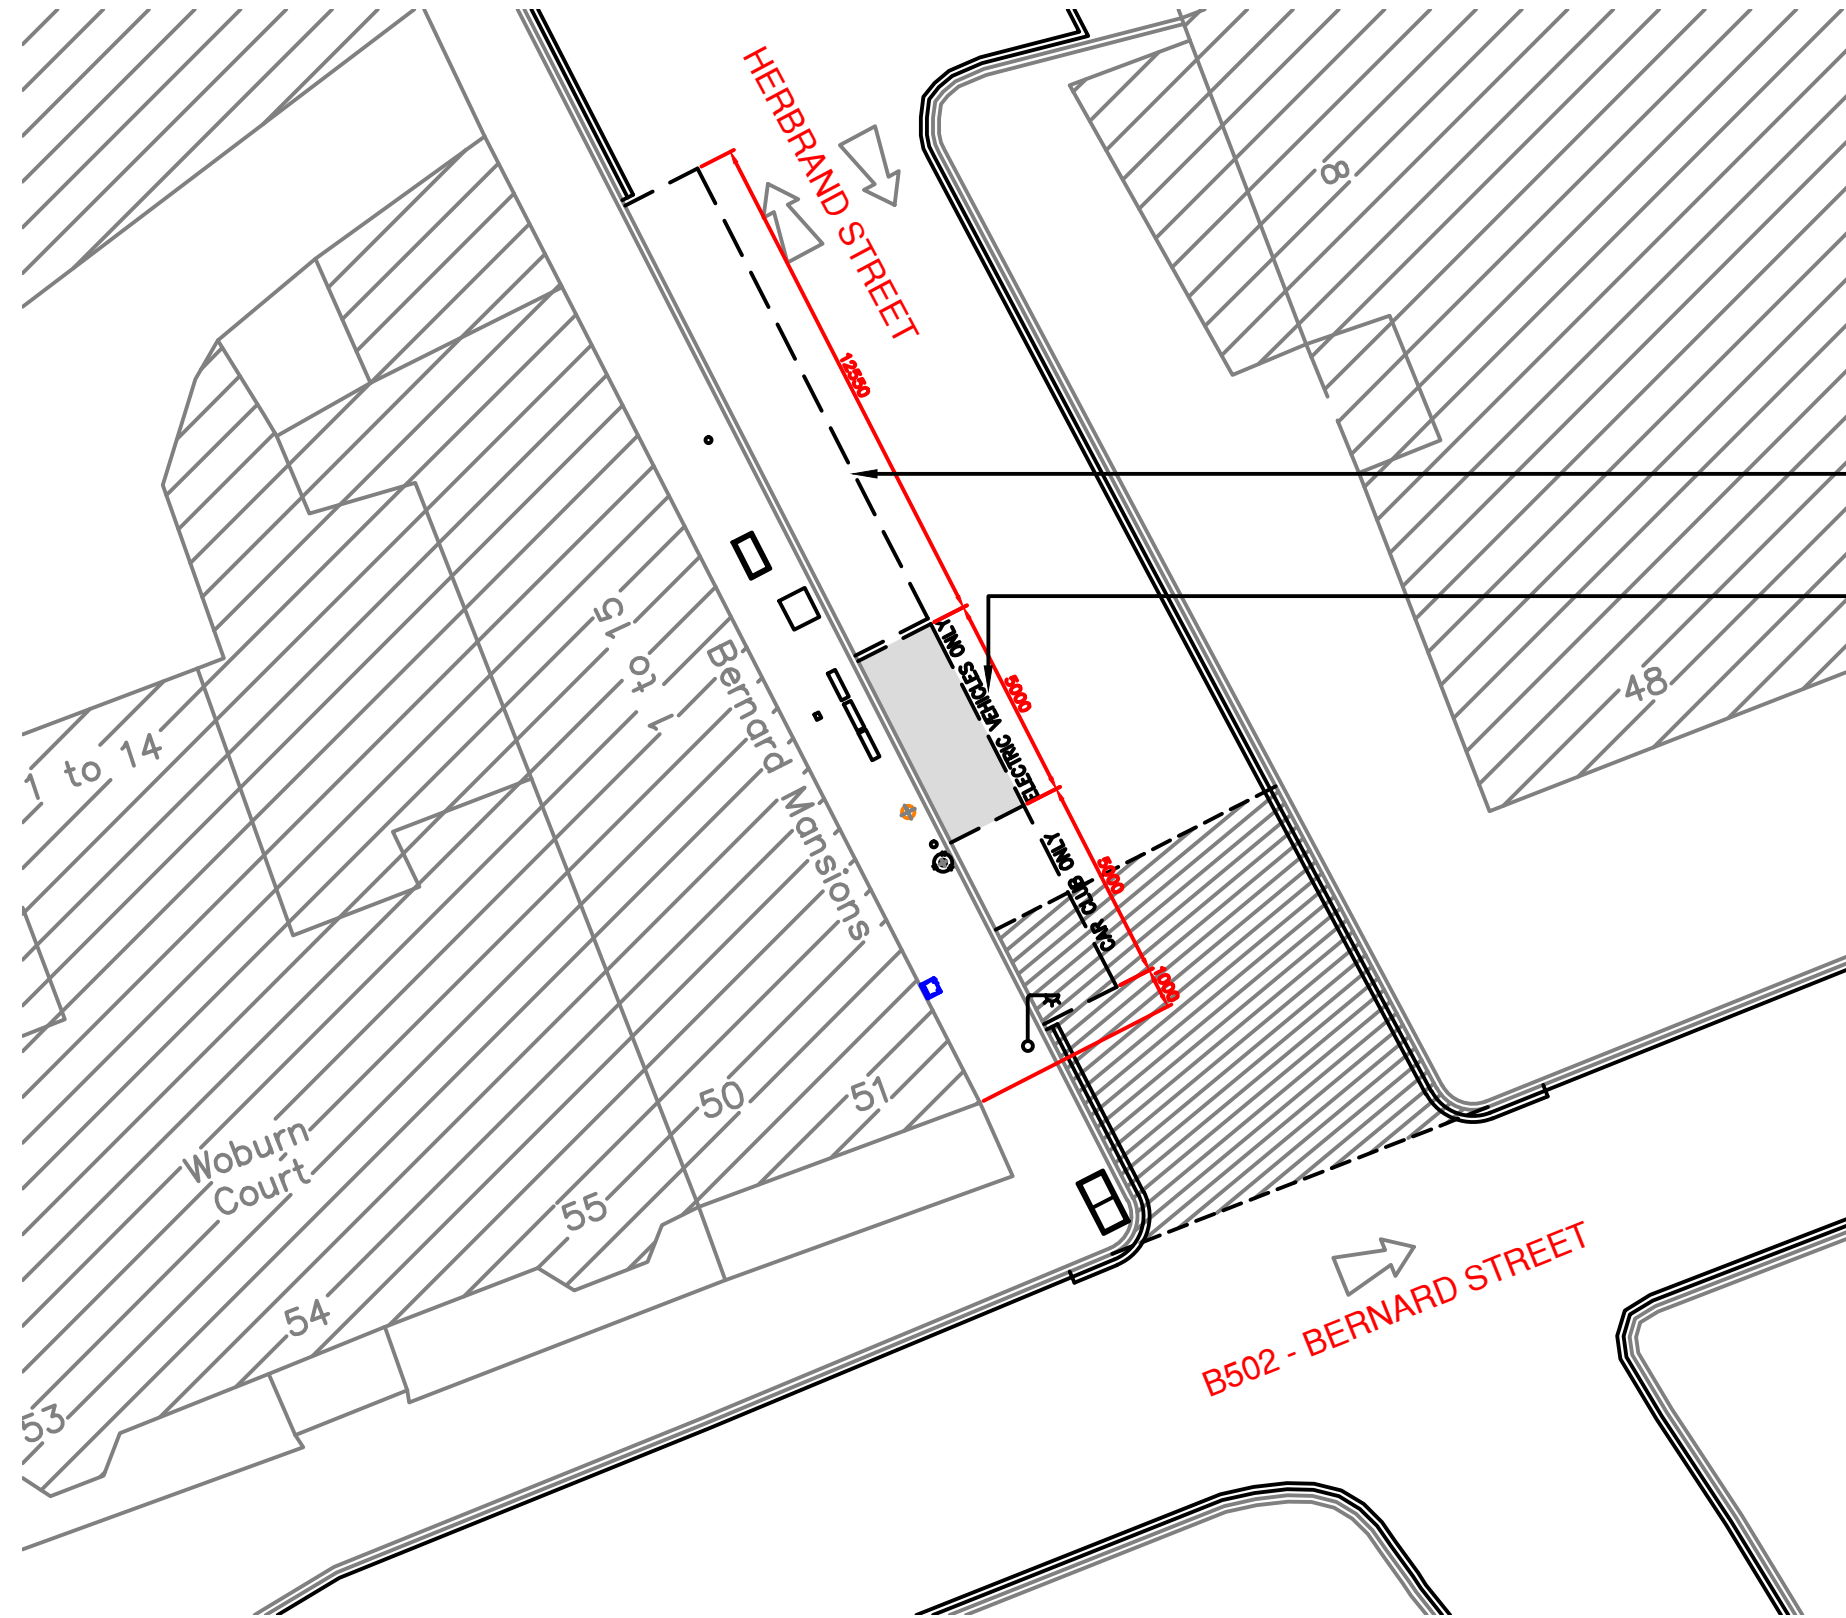 HERBRAND STREET
8
12550
ELECTRIC VEHICLES ONLY
5000
CAR CLUB ONLY
5000
1000
1 to 15
Bernard Mansions
48
1 to 14
50
51
Woburn
Court
55
54
53
B502 - BERNARD STREET